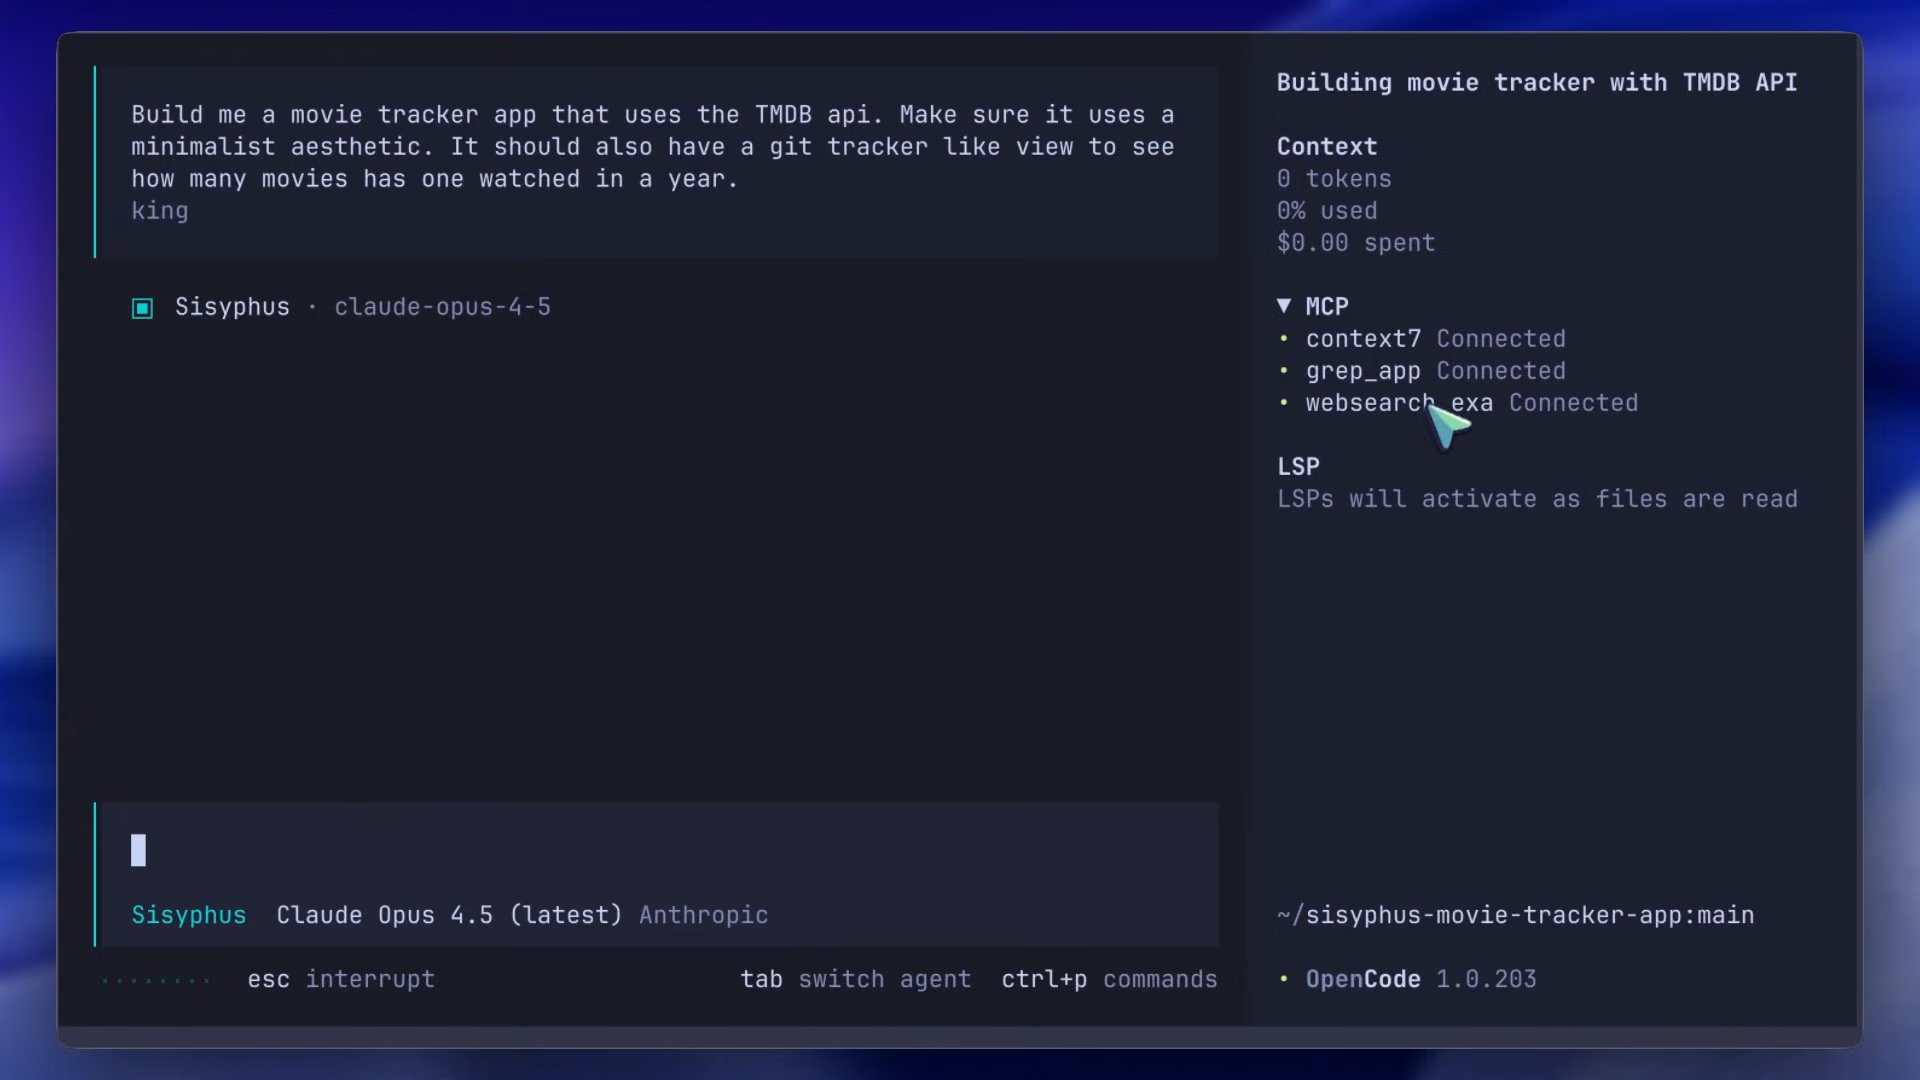 Build me a movie tracker app that uses the TMDB api. Make sure it uses a
minimalist aesthetic. It should also have a git tracker like view to see
how many movies has one watched in a year.
king
Sisyphus · claude-opus-4-5
Sisyphus Claude Opus 4.5 (latest) Anthropic
esc interrupt tab switch agent ctrl+p commands
Building movie tracker with TMDB API
Context
0 tokens
0% used
$0.00 spent
▼ MCP
• context7 Connected
• grep_app Connected
• websearch_exa Connected
LSP
LSPs will activate as files are read
~/sisyphus-movie-tracker-app:main
• OpenCode 1.0.203